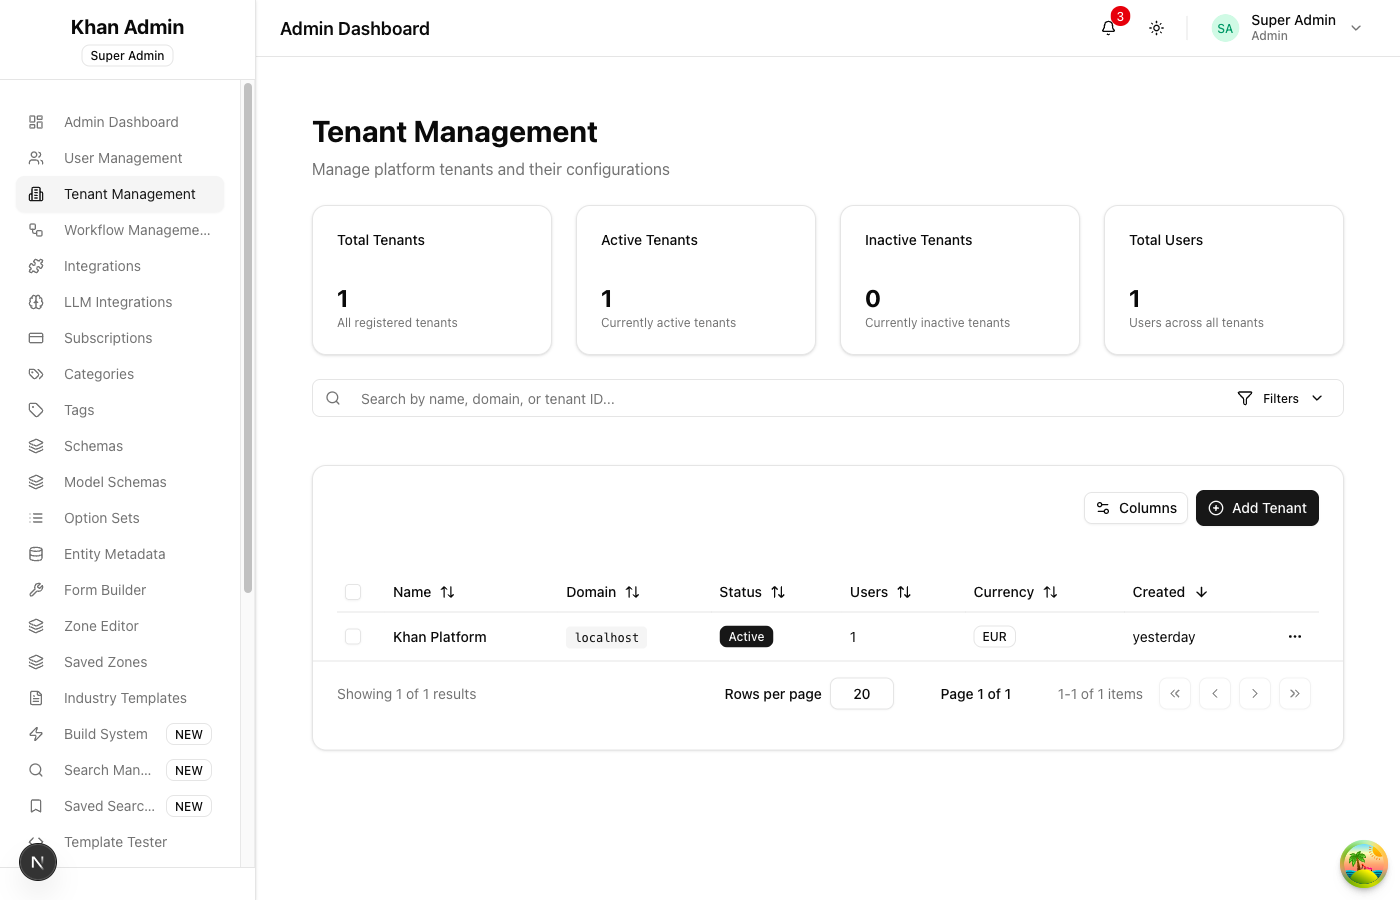 Khan Admin
Super Admin
Admin Dashboard
User Management
Tenant Management
Workflow Manageme...
Integrations
LLM Integrations
Subscriptions
Categories
Tags
Schemas
Model Schemas
Option Sets
Entity Metadata
Form Builder
Zone Editor
Saved Zones
Industry Templates
Build System NEW
Search Man... NEW
Saved Searc... NEW
Template Tester
N
Admin Dashboard
3
SA
Super Admin
Admin
Tenant Management
Manage platform tenants and their configurations
Total Tenants
1
All registered tenants
Active Tenants
1
Currently active tenants
Inactive Tenants
0
Currently inactive tenants
Total Users
1
Users across all tenants
Search by name, domain, or tenant ID...
Filters
Columns
Add Tenant
Name Domain Status Users Currency Created
Khan Platform localhost Active 1 EUR yesterday
Showing 1 of 1 results Rows per page 20 Page 1 of 1 1-1 of 1 items